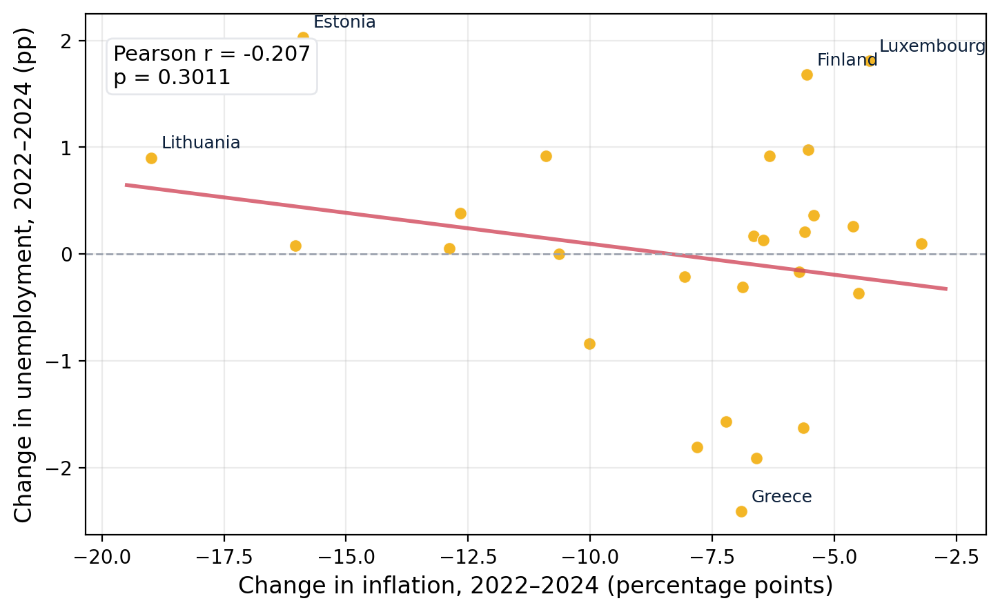 Estonia
Luxembourg
Finland
Pearson r = -0.207
p = 0.3011
Lithuania
Greece
Change in unemployment, 2022–2024 (pp)
2
1
0
−1
−2
−20.0
−17.5
−15.0
−12.5
−10.0
−7.5
−5.0
−2.5
Change in inflation, 2022–2024 (percentage points)